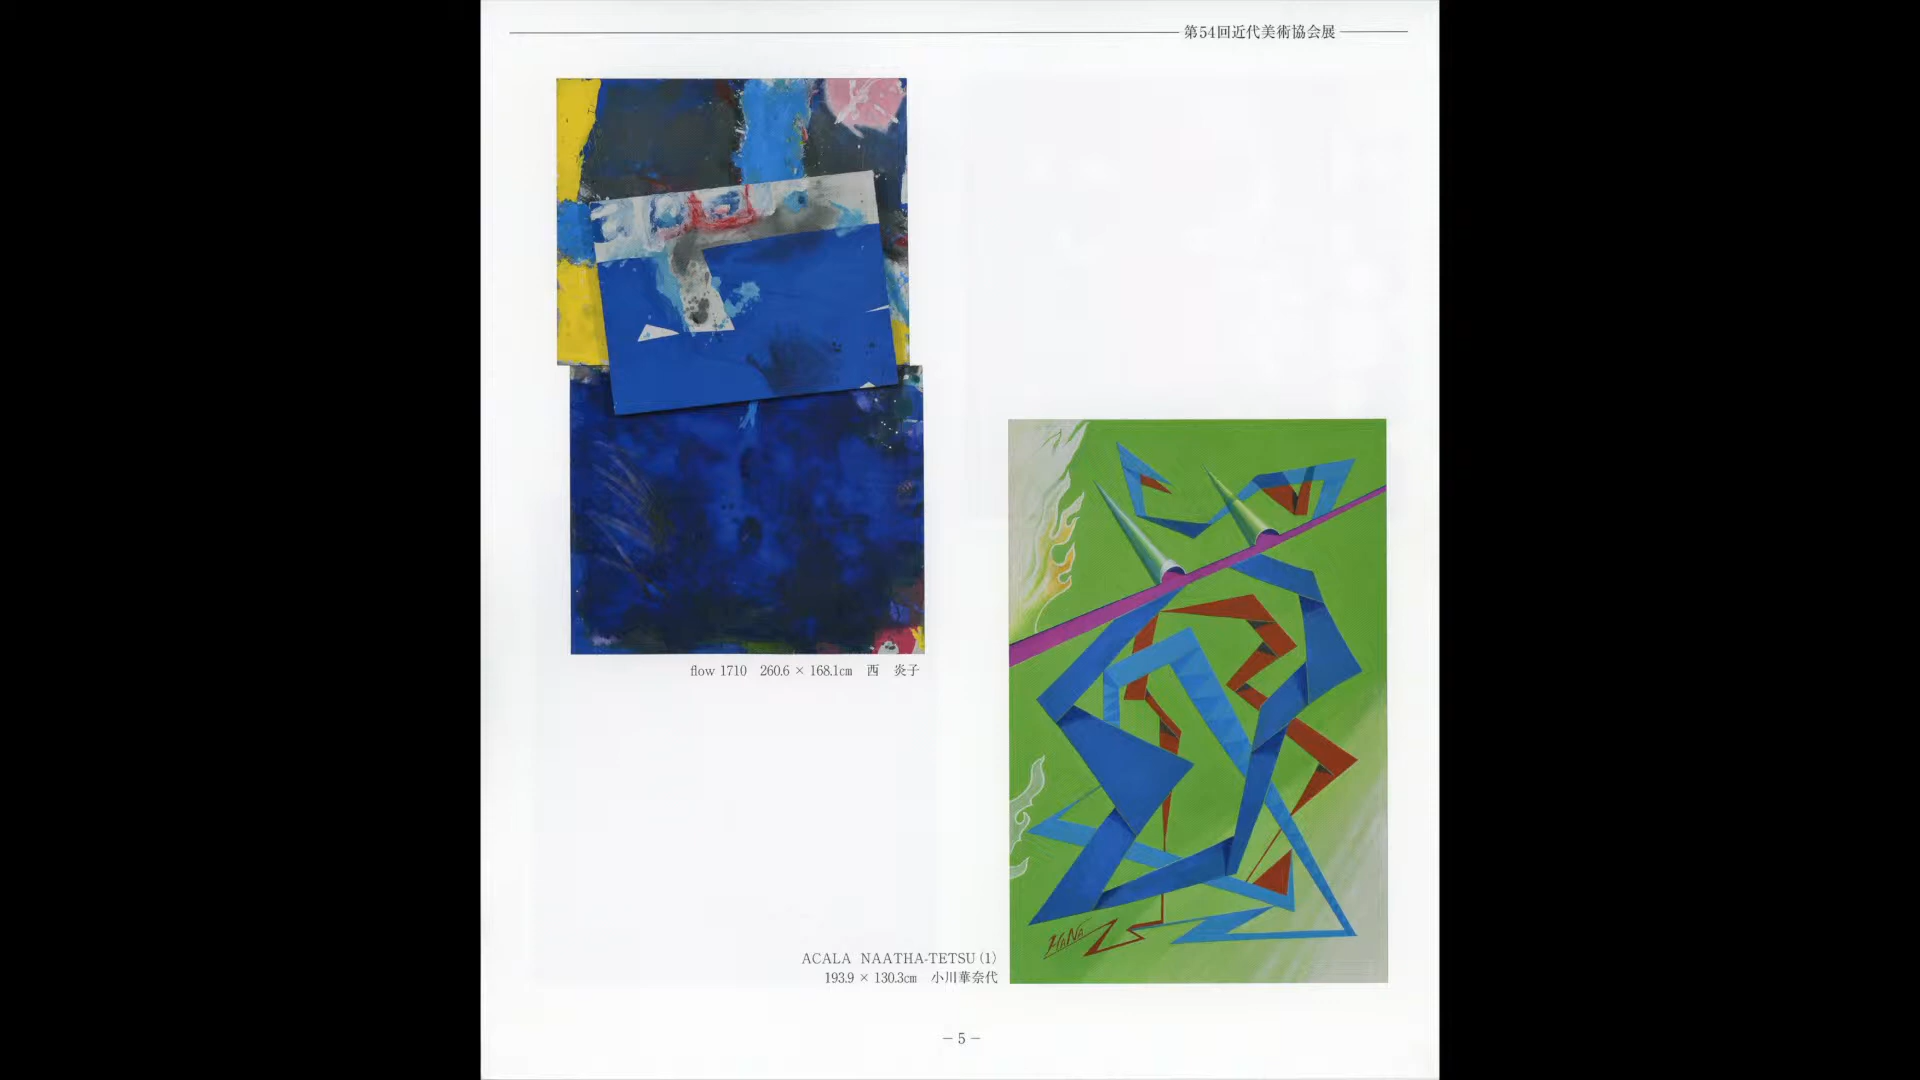 第54回近代美術協会展
flow 1710　260.6 × 168.1cm　西　炎子
HaNa
ACALA NAATHA-TETSU (1)
193.9 × 130.3cm　小川華奈代
– 5 –